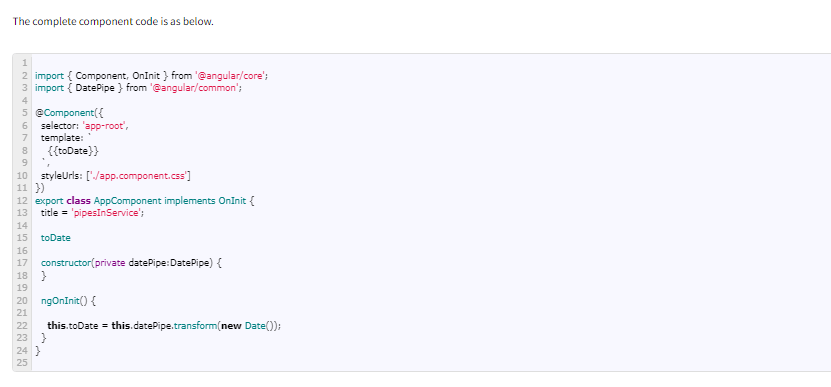 The complete component code is as below.
1
2 import { Component, OnInit } from '@angular/core';
3 import { DatePipe } from '@angular/common';
4
5 @Component({
6 selector: 'app-root',
7 template: `
8 {{toDate}}
9 `,
10 styleUrls: ['./app.component.css']
11 })
12 export class AppComponent implements OnInit {
13 title = 'pipesInService';
14
15 toDate
16
17 constructor(private datePipe:DatePipe) {
18 }
19
20 ngOnInit() {
21
22 this.toDate = this.datePipe.transform(new Date());
23 }
24 }
25